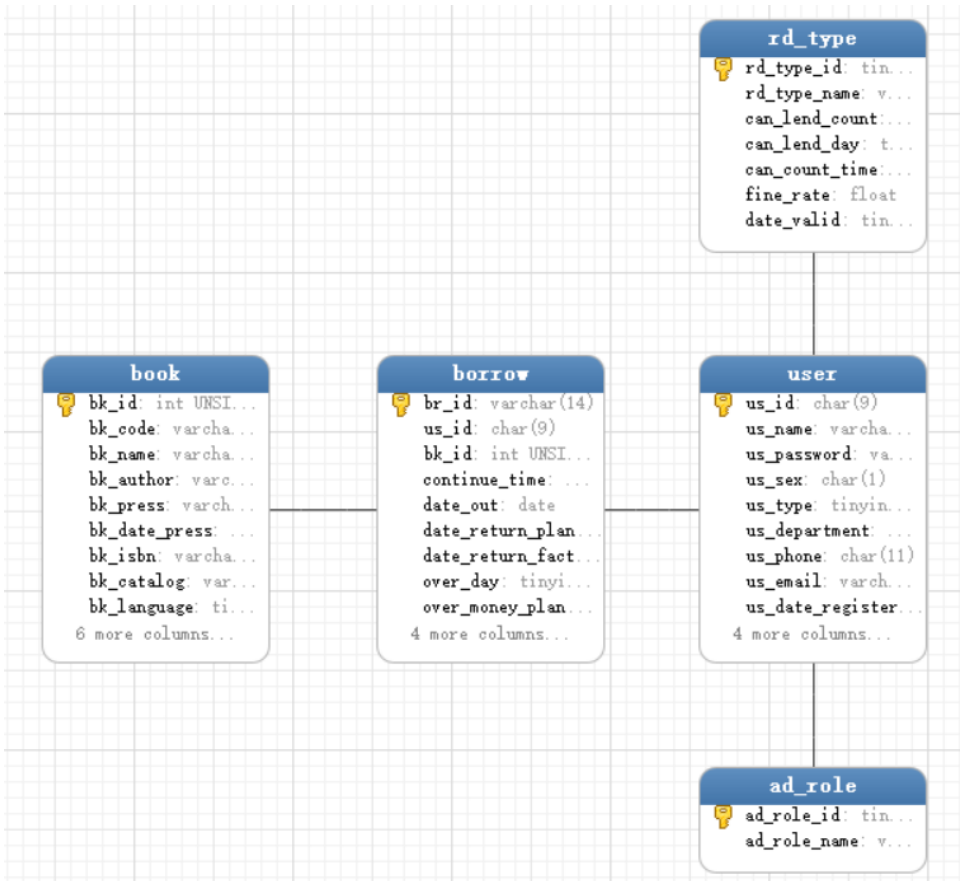 rd_type
rd_type_id: tin...
rd_type_name: v...
can_lend_count:...
can_lend_day: t...
can_count_time:...
fine_rate: float
date_valid: tin...
book
bk_id: int UNSI...
bk_code: varcha...
bk_name: varcha...
bk_author: varc...
bk_press: varch...
bk_date_press: ...
bk_isbn: varcha...
bk_catalog: var...
bk_language: ti...
6 more columns...
borrow
br_id: varchar(14)
us_id: char(9)
bk_id: int UNSI...
continue_time: ...
date_out: date
date_return_plan...
date_return_fact...
over_day: tinyi...
over_money_plan...
4 more columns...
user
us_id: char(9)
us_name: varcha...
us_password: va...
us_sex: char(1)
us_type: tinyin...
us_department: ...
us_phone: char(11)
us_email: varch...
us_date_register...
4 more columns...
ad_role
ad_role_id: tin...
ad_role_name: v...